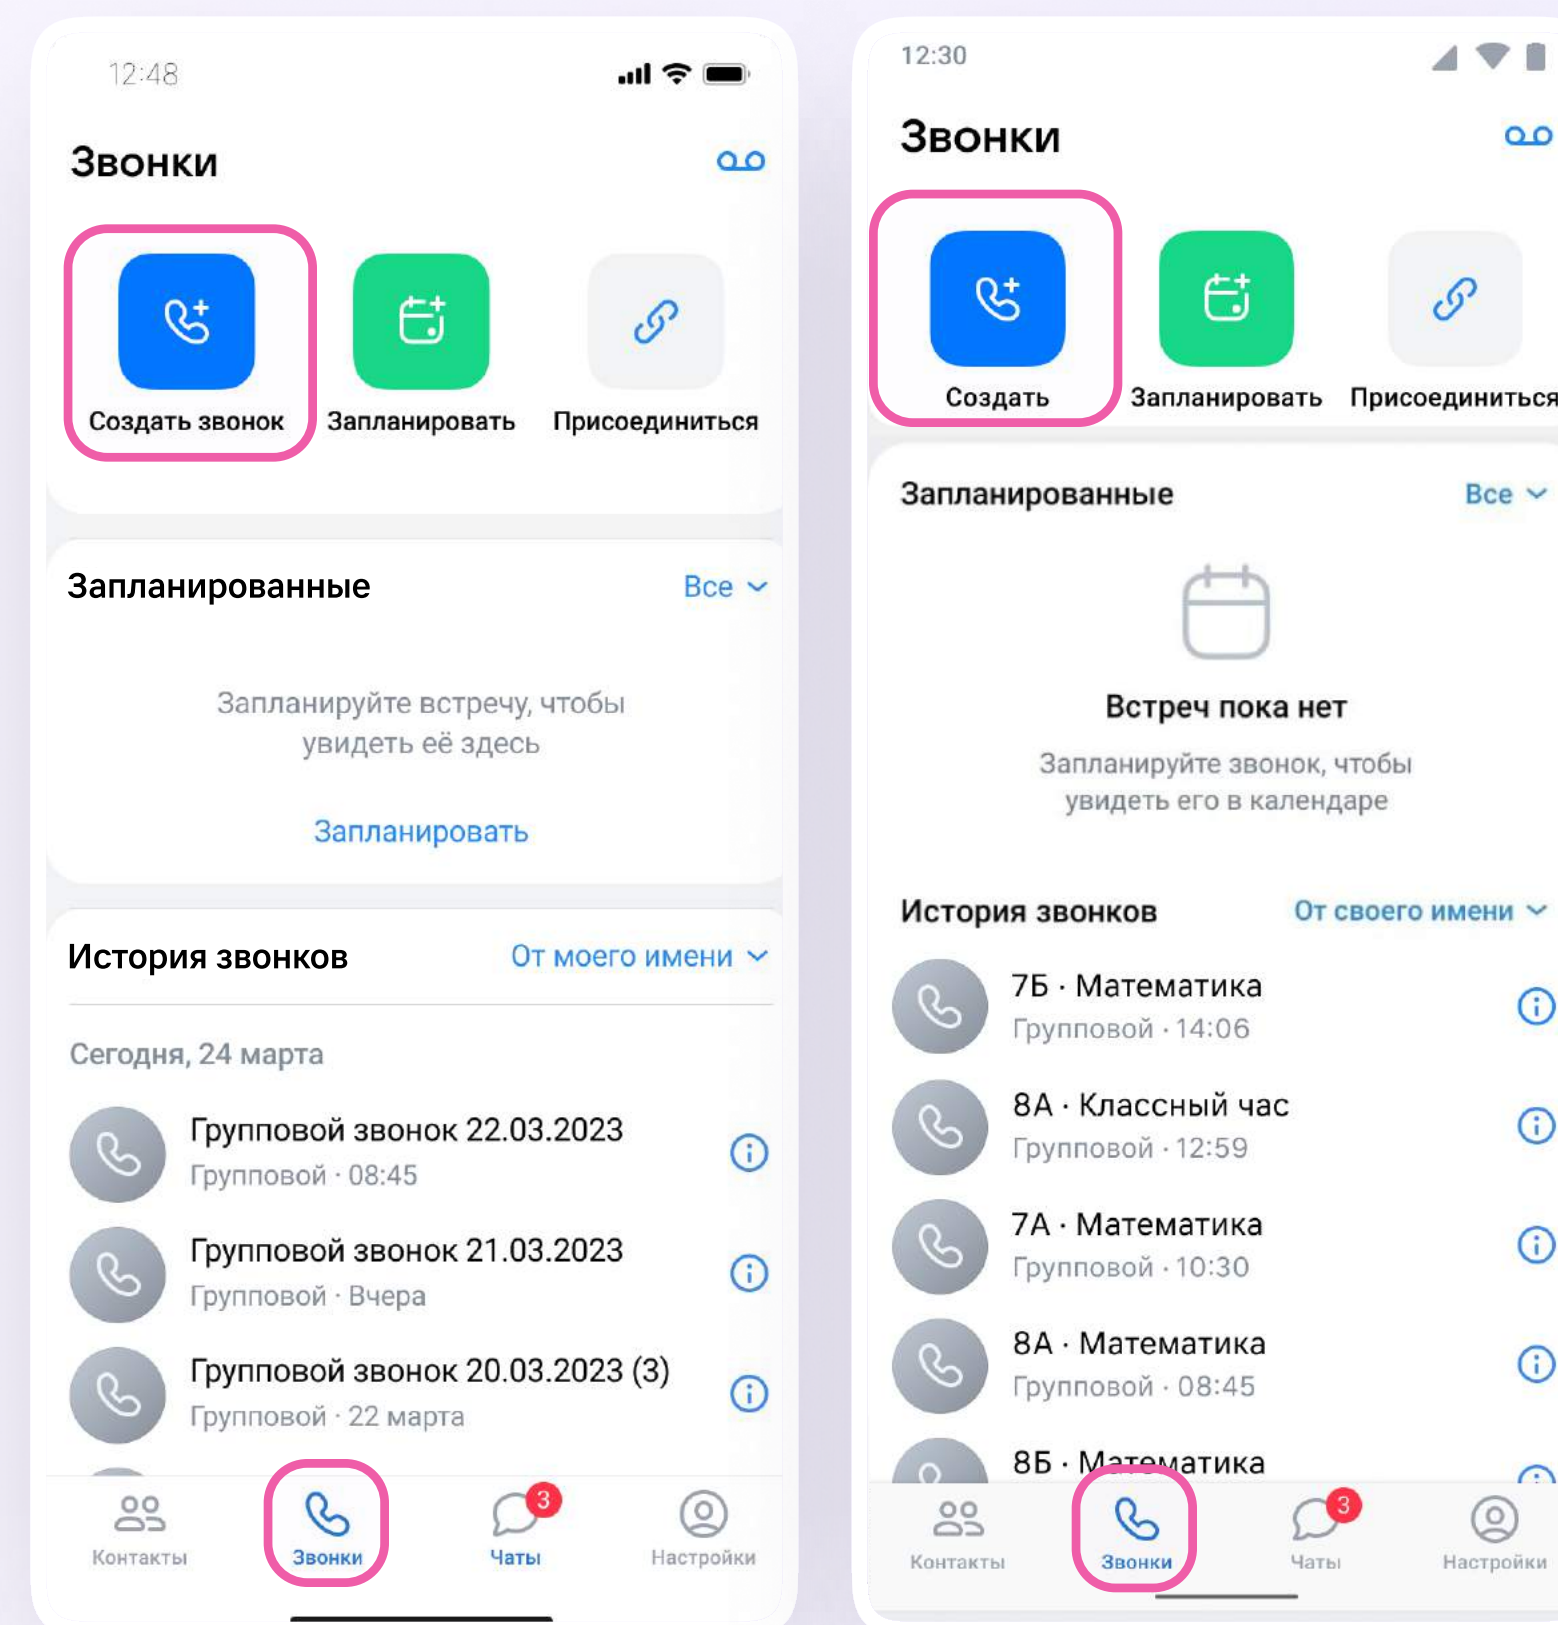 12:48
Звонки
Создать звонок
Запланировать
Присоединиться
Запланированные
Все
Запланируйте встречу, чтобы
увидеть её здесь
Запланировать
История звонков
От моего имени
Сегодня, 24 марта
Групповой звонок 22.03.2023
Групповой · 08:45
Групповой звонок 21.03.2023
Групповой · Вчера
Групповой звонок 20.03.2023 (3)
Групповой · 22 марта
3
Контакты
Звонки
Чаты
Настройки
12:30
Звонки
Создать
Запланировать
Присоединиться
Запланированные
Все
Встреч пока нет
Запланируйте звонок, чтобы
увидеть его в календаре
История звонков
От своего имени
7Б · Математика
Групповой · 14:06
8А · Классный час
Групповой · 12:59
7А · Математика
Групповой · 10:30
8А · Математика
Групповой · 08:45
8Б · Математика
3
Контакты
Звонки
Чаты
Настройки